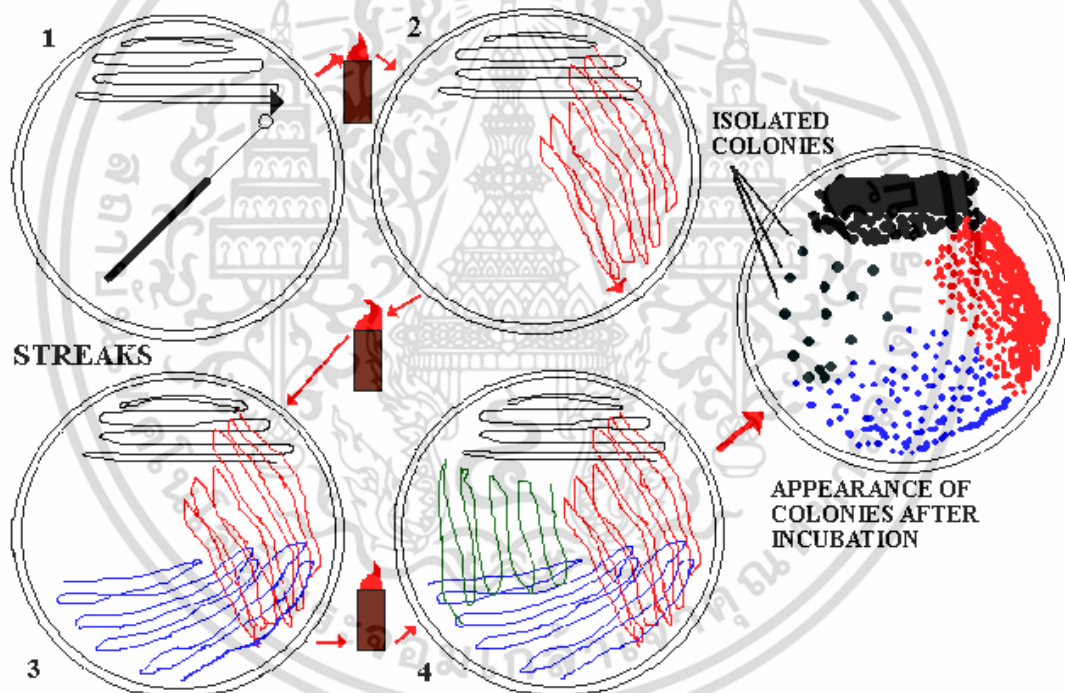 1
2
ISOLATED
COLONIES
STREAKS
APPEARANCE OF
COLONIES AFTER
INCUBATION
3
4